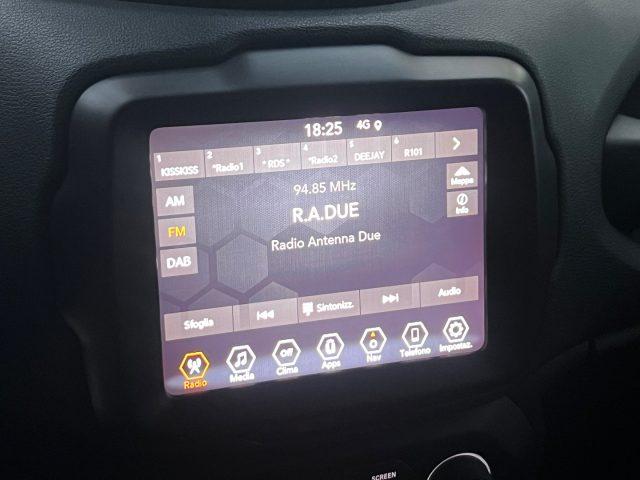 18:25 4G
1 KISSKISS 2 *Radio1 3 * RDS * 4 *Radio2 5 DEEJAY 6 R101
94.85 MHz
Mappa
AM
R.A.DUE
Info
FM
Radio Antenna Due
DAB
Sfoglia Sintonizz. Audio
Off
Radio Media Clima Apps Nav Telefono Impostaz.
SCREEN